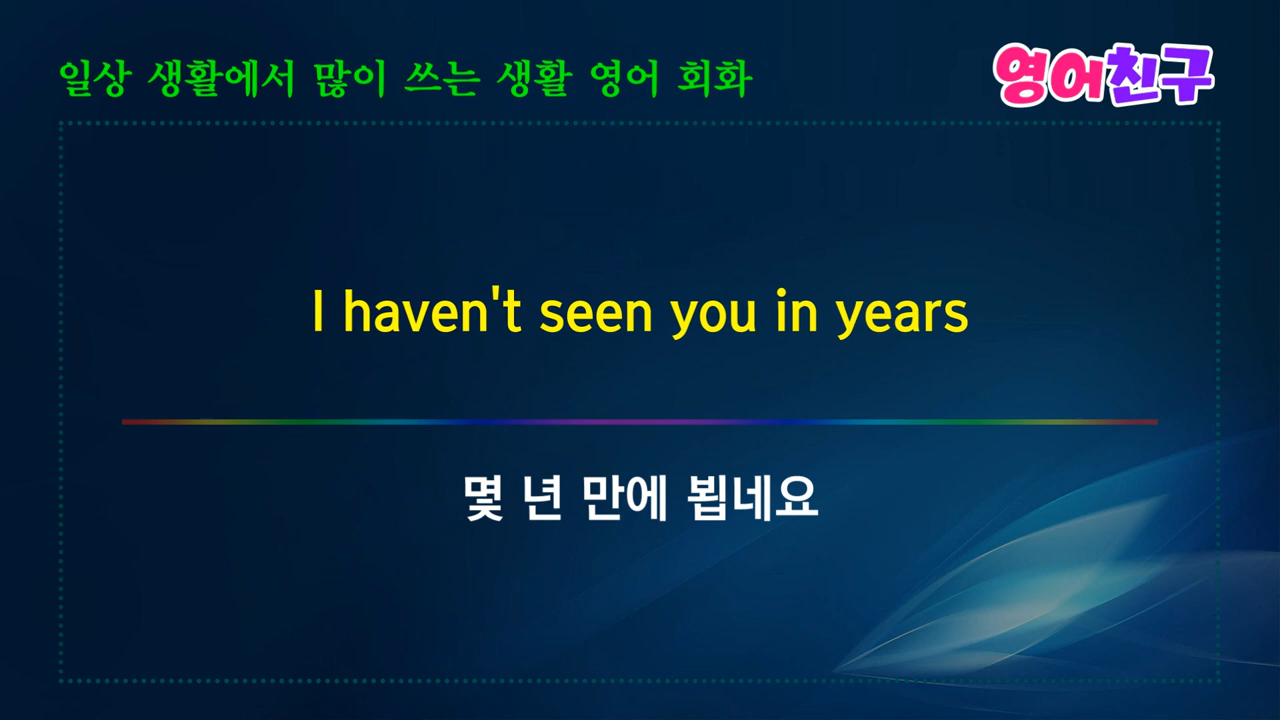 일상 생활에서 많이 쓰는 생활 영어 회화
영어친구
I haven't seen you in years
몇 년 만에 뵙네요